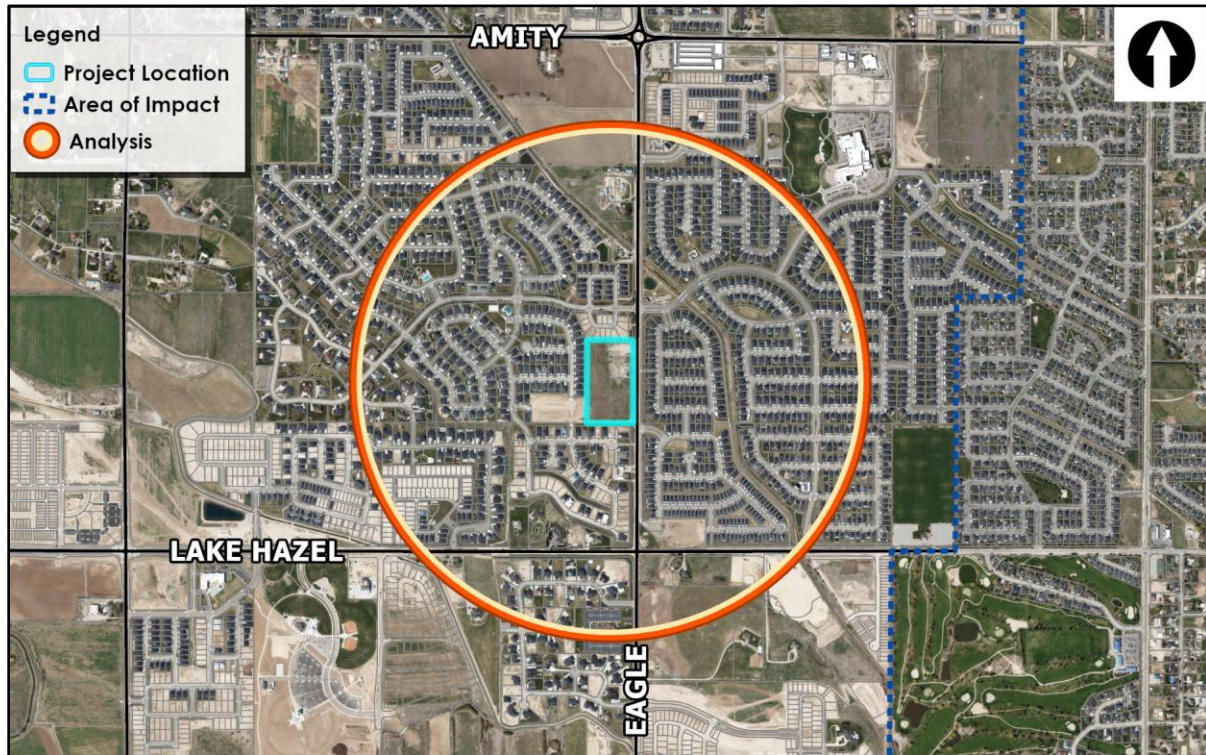 AMITY
Legend
Project Location
Area of Impact
Analysis
LAKE HAZEL
EAGLE